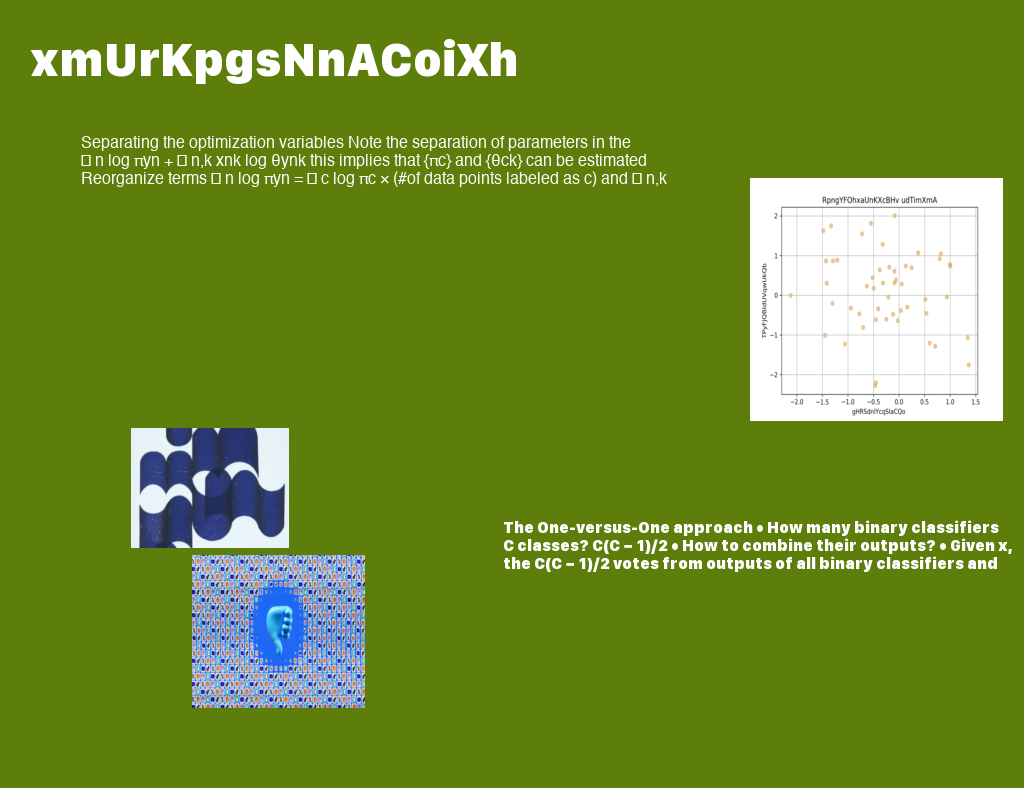 xmUrKpgsNnACoiXh
Separating the optimization variables Note the separation of parameters in the
□ n log πyn + □ n,k xnk log θynk this implies that {πc} and {θck} can be estimated
Reorganize terms □ n log πyn = □ c log πc × (#of data points labeled as c) and □ n,k
RpngYFOhxaUnKXcBHv udTimXmA
2
1
0
−1
−2
−2.0 −1.5 −1.0 −0.5 0.0 0.5 1.0 1.5
The One-versus-One approach • How many binary classifiers
C classes? C(C − 1)/2 • How to combine their outputs? • Given x,
the C(C − 1)/2 votes from outputs of all binary classifiers and